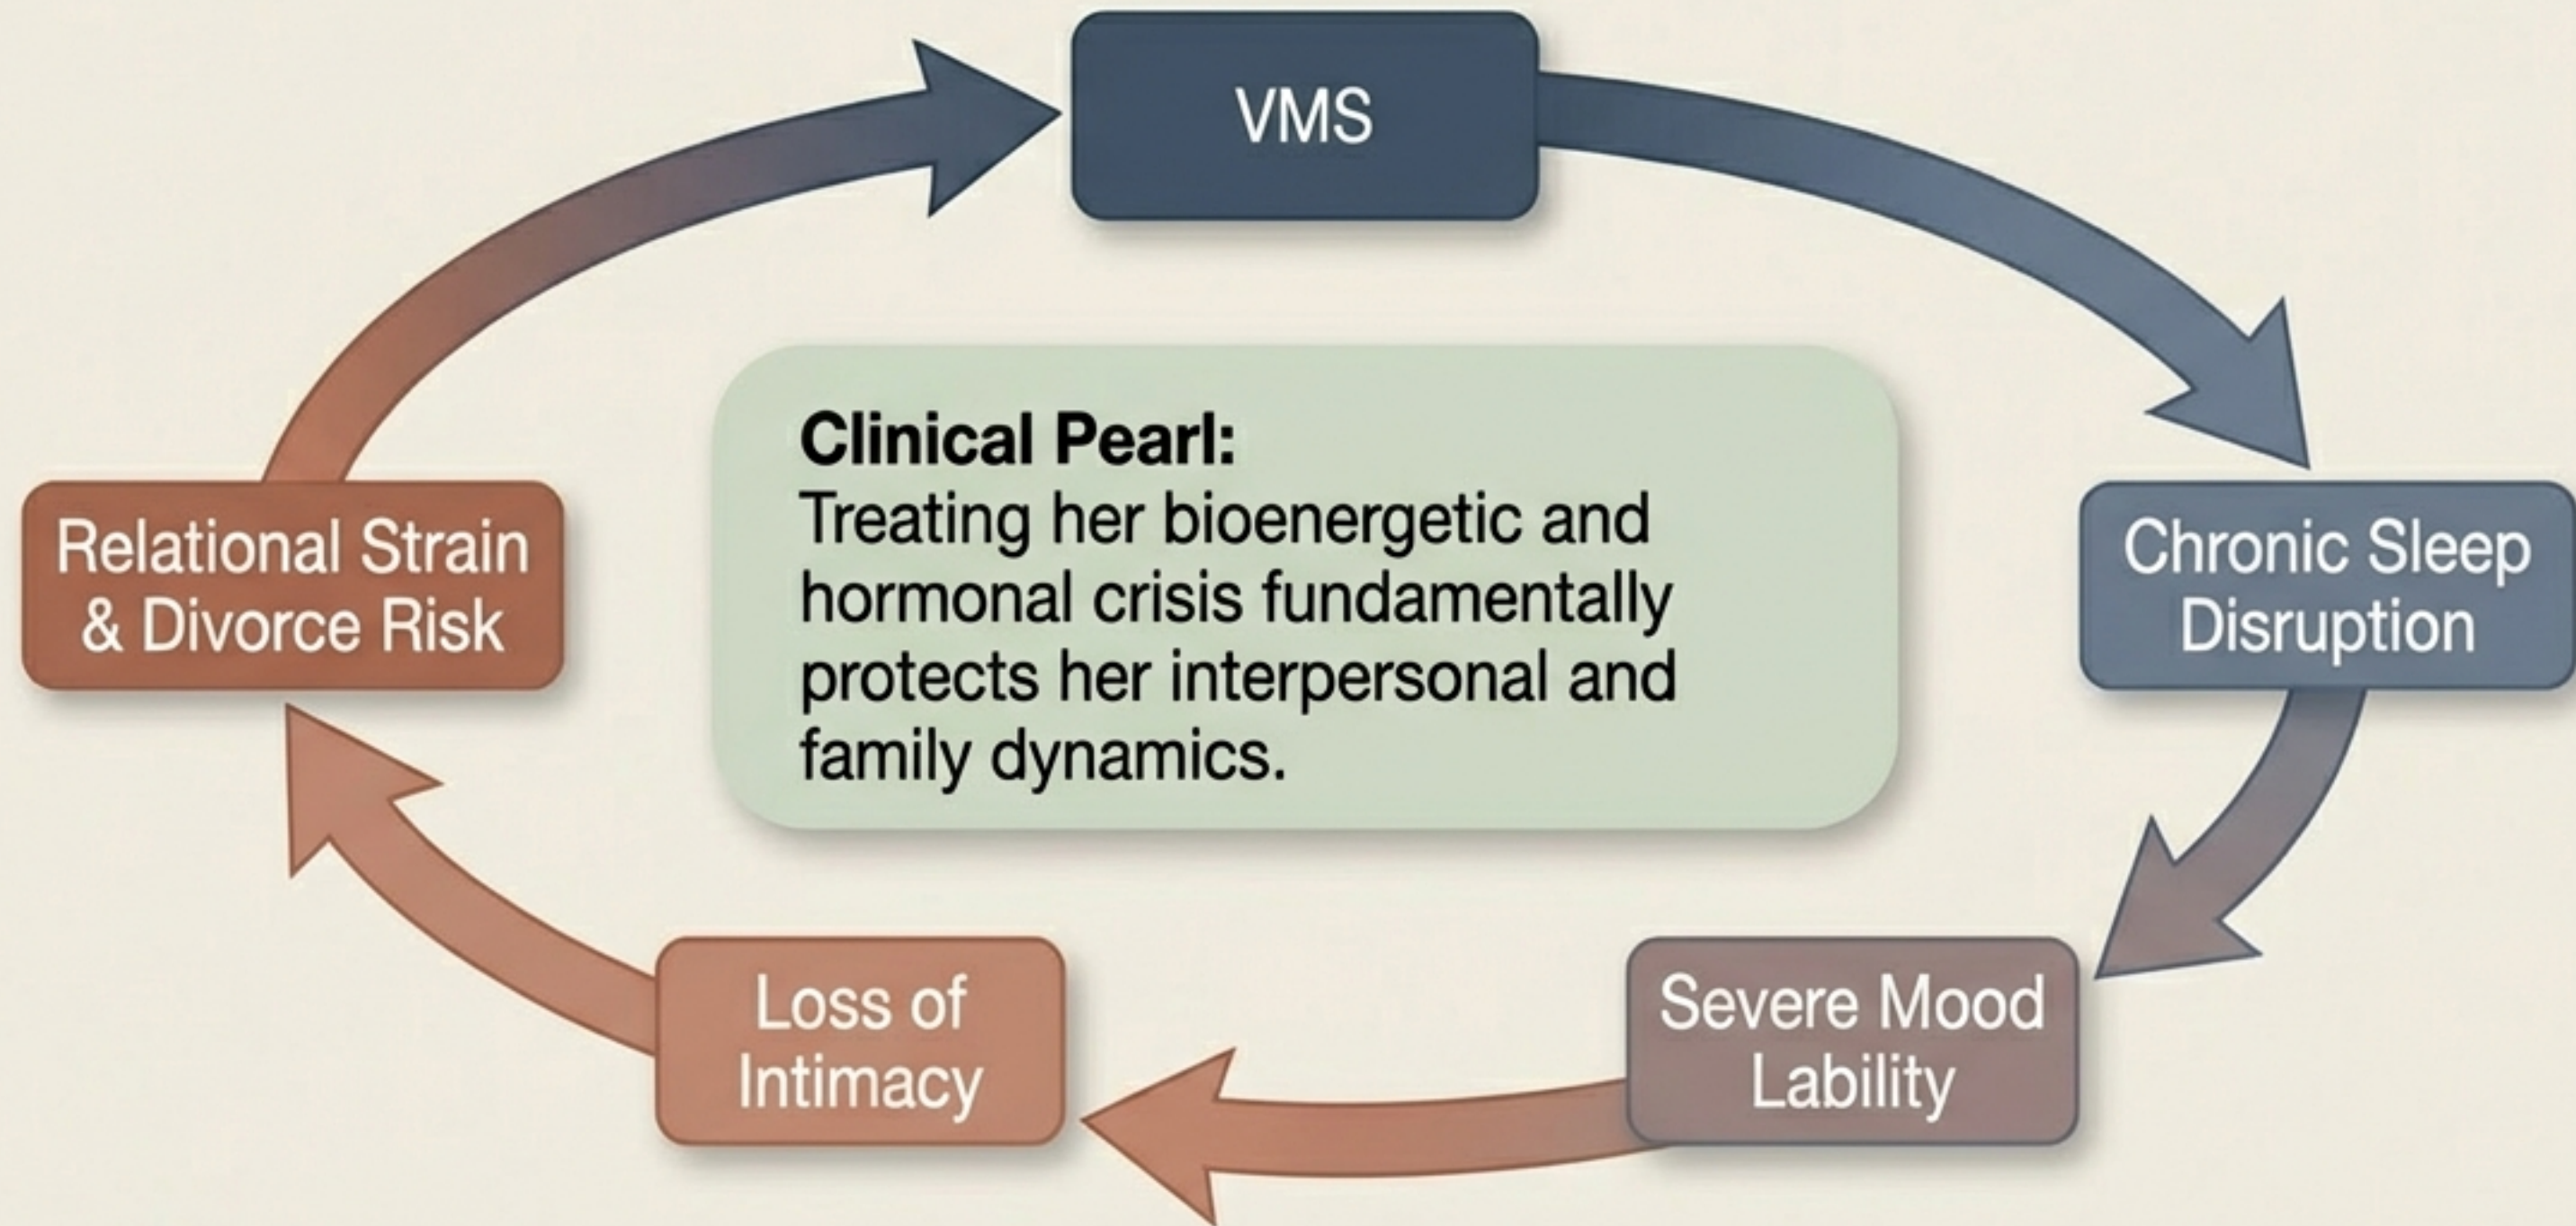 VMS
Chronic Sleep
Disruption
Severe Mood
Lability
Loss of
Intimacy
Relational Strain
& Divorce Risk
Clinical Pearl:
Treating her bioenergetic and
hormonal crisis fundamentally
protects her interpersonal and
family dynamics.